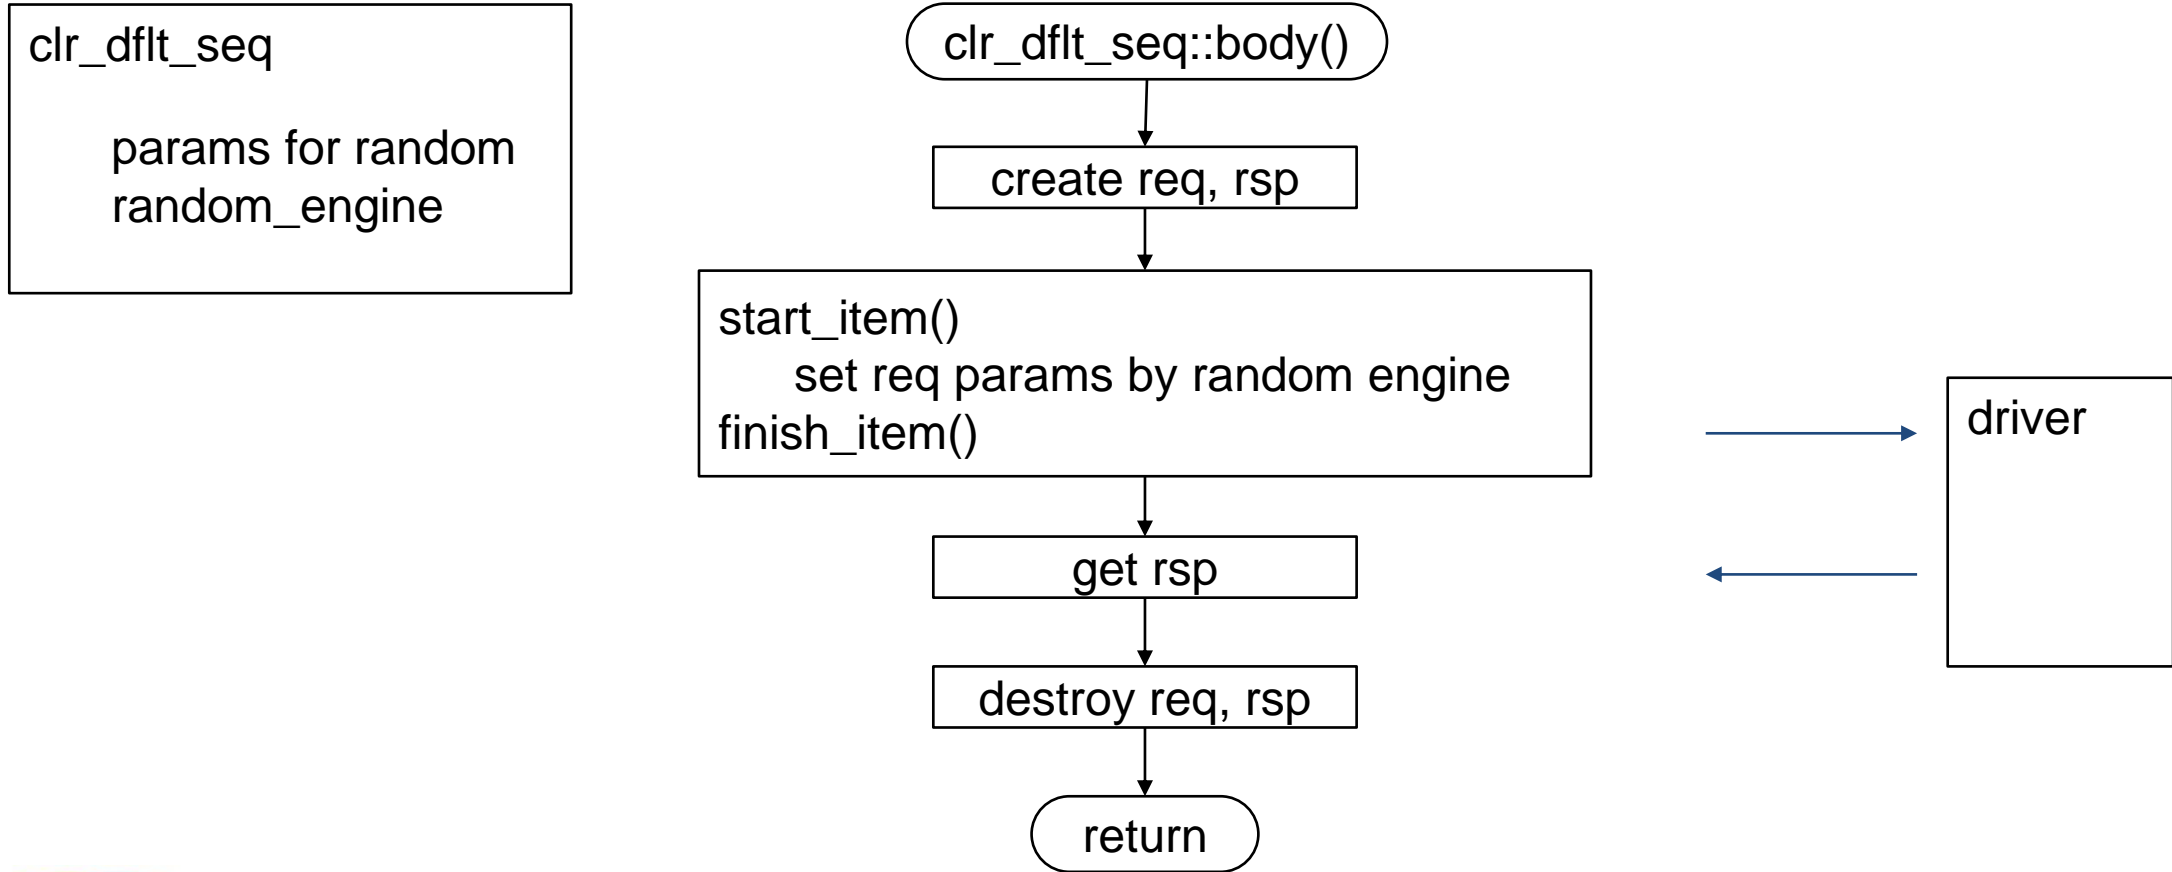 clr_dflt_seq
params for random
random_engine
clr_dflt_seq::body()
create req, rsp
start_item()
set req params by random engine
finish_item()
get rsp
destroy req, rsp
return
driver